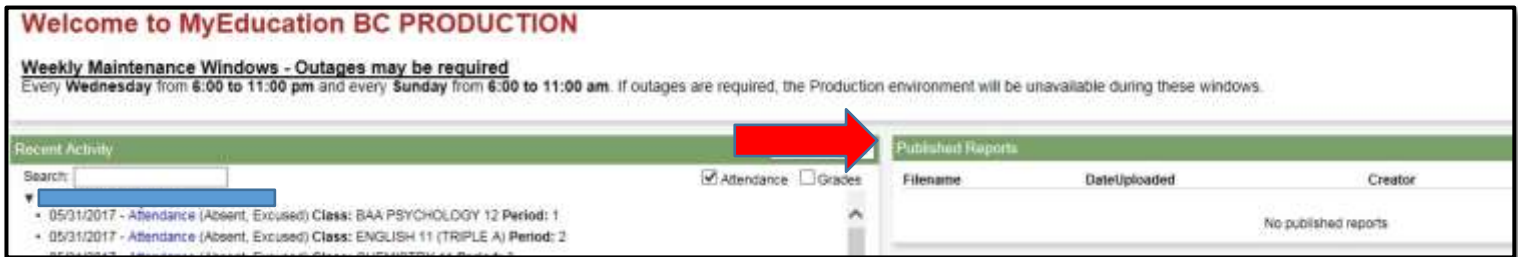 Welcome to MyEducation BC PRODUCTION
Weekly Maintenance Windows - Outages may be required
Every Wednesday from 6:00 to 11:00 pm and every Sunday from 6:00 to 11:00 am. If outages are required, the Production environment will be unavailable during these windows.
Recent Activity
Search:
Attendance Grades
05/31/2017 - Attendance (Absent, Excused) Class: BAA PSYCHOLOGY 12 Period: 1
05/31/2017 - Attendance (Absent, Excused) Class: ENGLISH 11 (TRIPLE A) Period: 2
Published Reports
Filename DateUploaded Creator
No published reports